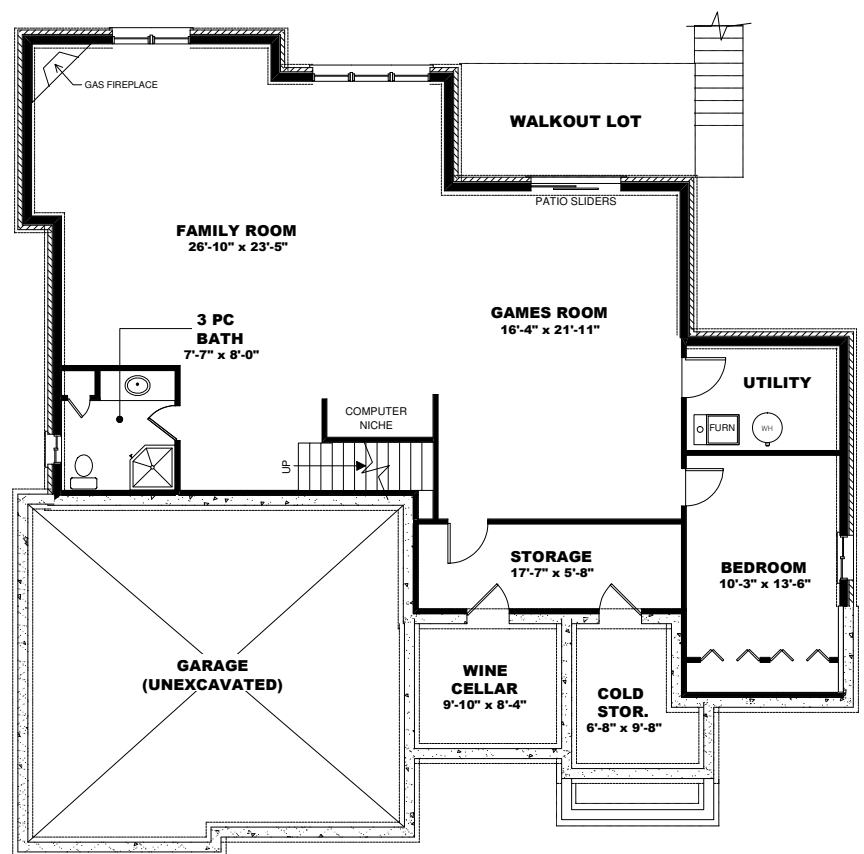 GAS FIREPLACE
WALKOUT LOT
PATIO SLIDERS
FAMILY ROOM
26'-10" x 23'-5"
GAMES ROOM
16'-4" x 21'-11"
3 PC
BATH
7'-7" x 8'-0"
UTILITY
COMPUTER
NICHE
FURN
WH
UP
STORAGE
17'-7" x 5'-8"
BEDROOM
10'-3" x 13'-6"
GARAGE
(UNEXCAVATED)
WINE
CELLAR
9'-10" x 8'-4"
COLD
STOR.
6'-8" x 9'-8"